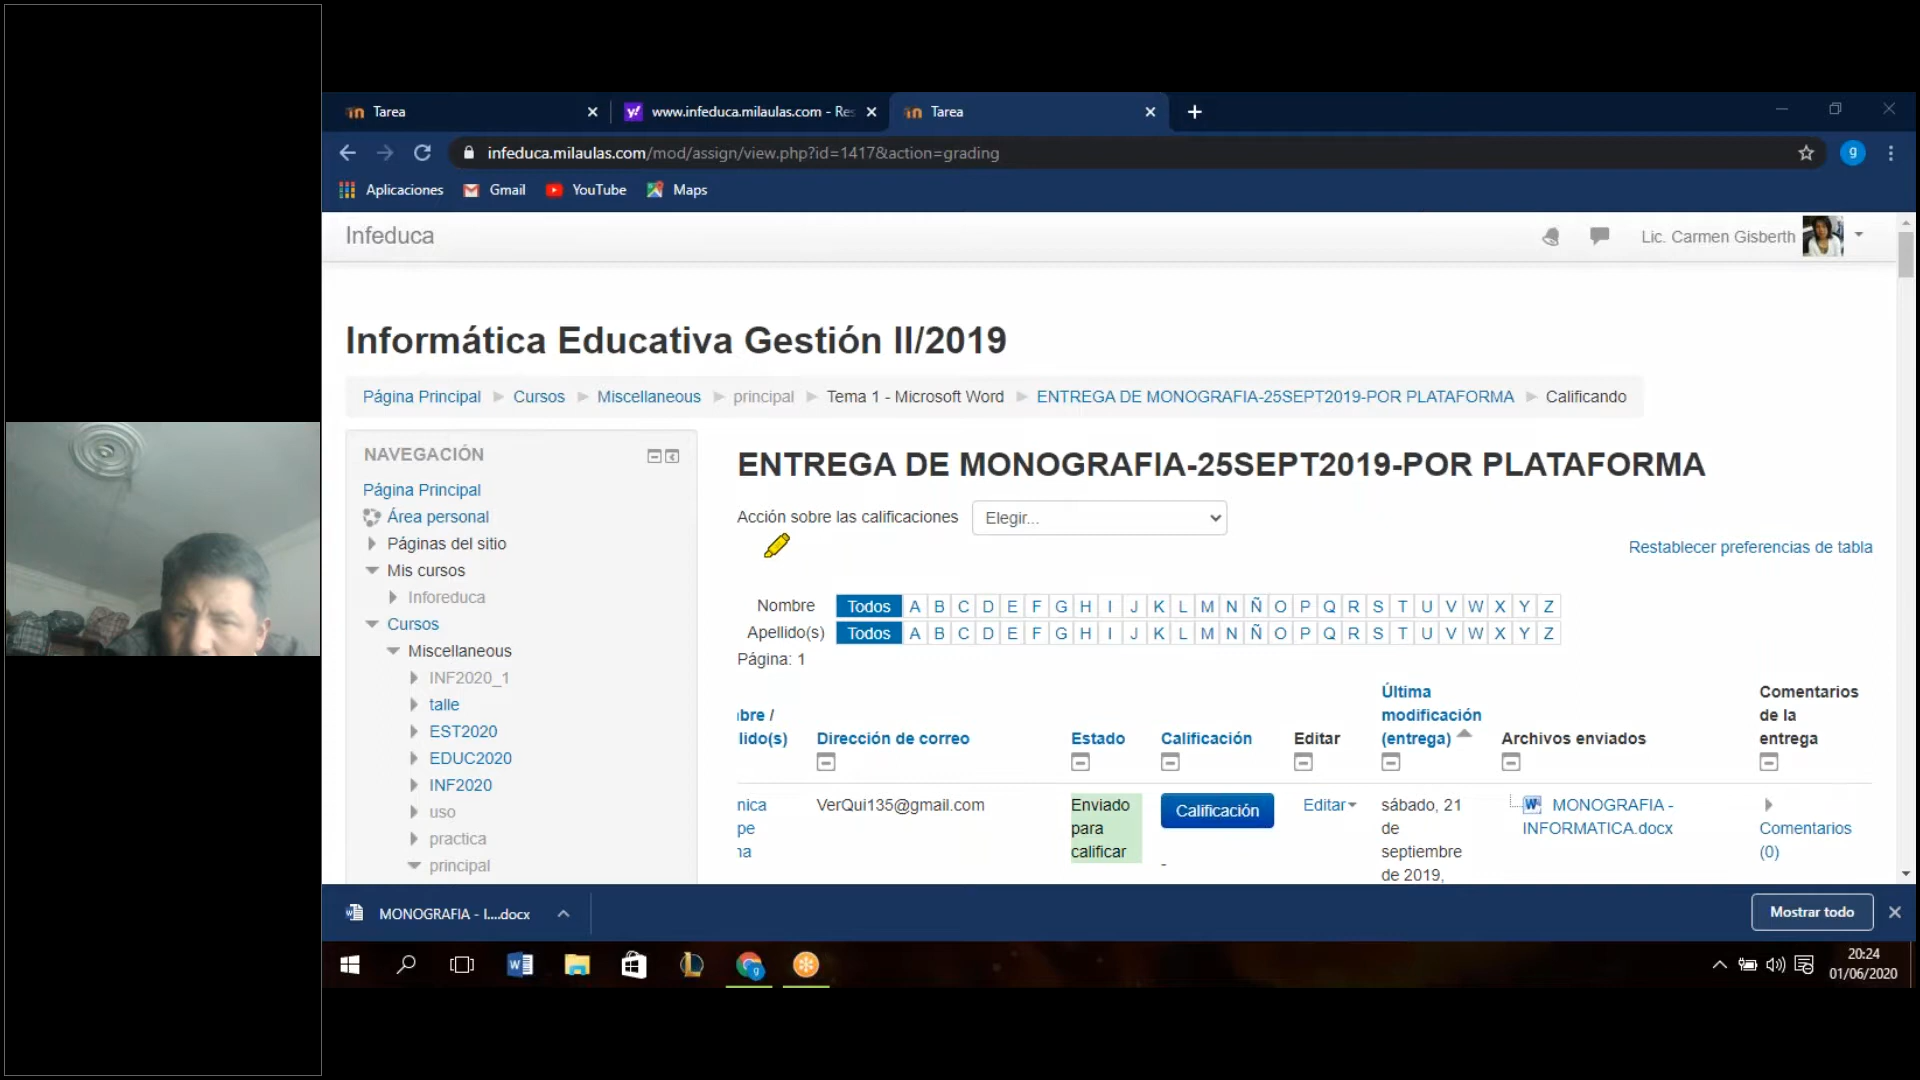 Tarea
www.infeduca.milaulas.com - Res
Tarea
infeduca.milaulas.com/mod/assign/view.php?id=1417&action=grading
g
Aplicaciones
Gmail
YouTube
Maps
Infeduca
Lic. Carmen Gisberth
Informática Educativa Gestión II/2019
Página Principal
Cursos
Miscellaneous
principal
Tema 1 - Microsoft Word
ENTREGA DE MONOGRAFIA-25SEPT2019-POR PLATAFORMA
Calificando
NAVEGACIÓN
Página Principal
Área personal
Páginas del sitio
Mis cursos
Inforeduca
Cursos
Miscellaneous
INF2020_1
talle
EST2020
EDUC2020
INF2020
uso
practica
principal
ENTREGA DE MONOGRAFIA-25SEPT2019-POR PLATAFORMA
Acción sobre las calificaciones
Elegir...
Restablecer preferencias de tabla
Nombre Todos A B C D E F G H I J K L M N Ñ O P Q R S T U V W X Y Z
Apellido(s) Todos A B C D E F G H I J K L M N Ñ O P Q R S T U V W X Y Z
Página: 1
bre /
lido(s)
Dirección de correo
Estado
Calificación
Editar
Última
modificación
(entrega)
Archivos enviados
Comentarios
de la
entrega
nica
pe
na
VerQui135@gmail.com
Enviado
para
calificar
Calificación
-
Editar
sábado, 21
de
septiembre
de 2019,
MONOGRAFIA -
INFORMATICA.docx
Comentarios
(0)
MONOGRAFIA - I....docx
Mostrar todo
20:24
01/06/2020